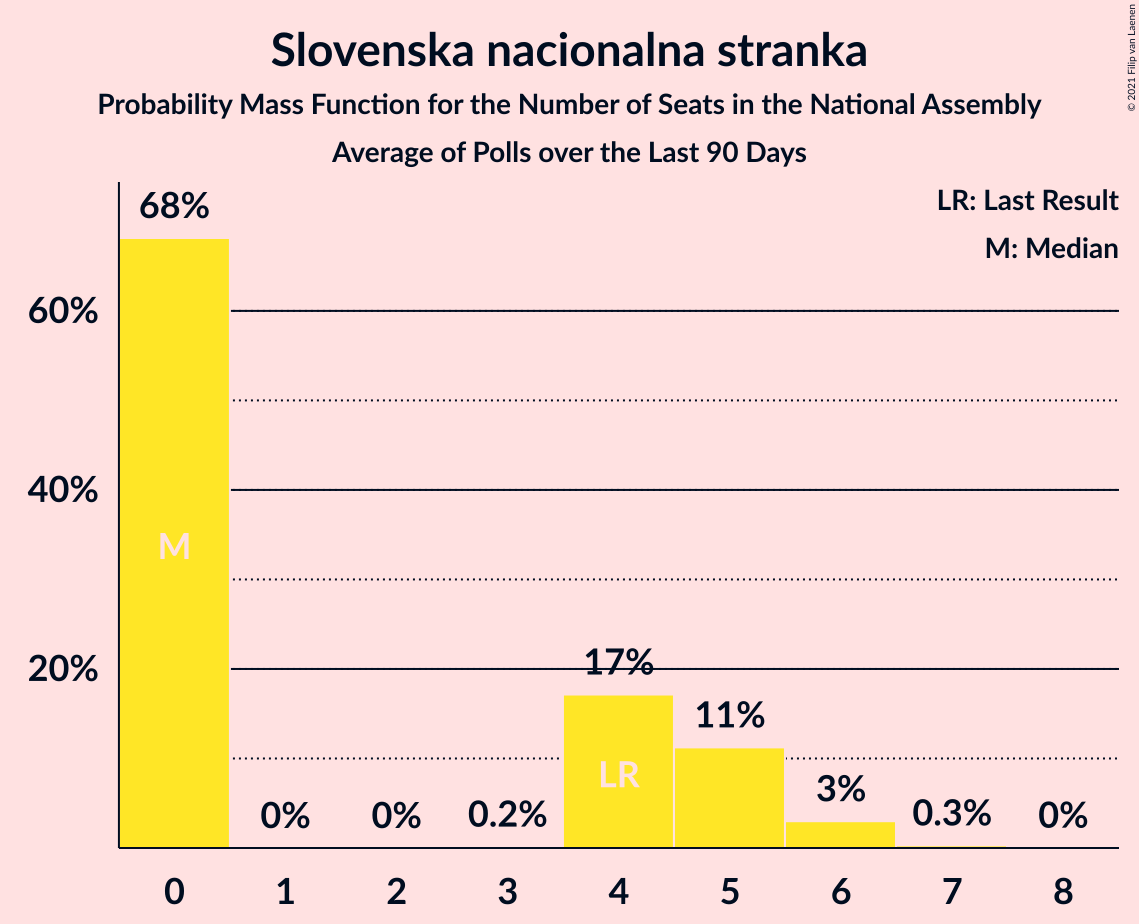 Slovenska nacionalna stranka
Probability Mass Function for the Number of Seats in the National Assembly
Average of Polls over the Last 90 Days
© 2021 Filip van Laenen
LR: Last Result
M: Median
68%
60%
40%
M
20%
17%
11%
LR
0% 0% 0.2% 3% 0.3% 0%
0 1 2 3 4 5 6 7 8